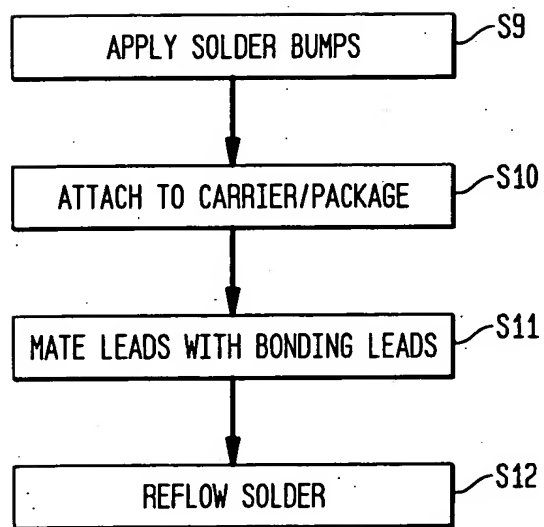 APPLY SOLDER BUMPS S9
ATTACH TO CARRIER/PACKAGE S10
MATE LEADS WITH BONDING LEADS S11
REFLOW SOLDER S12